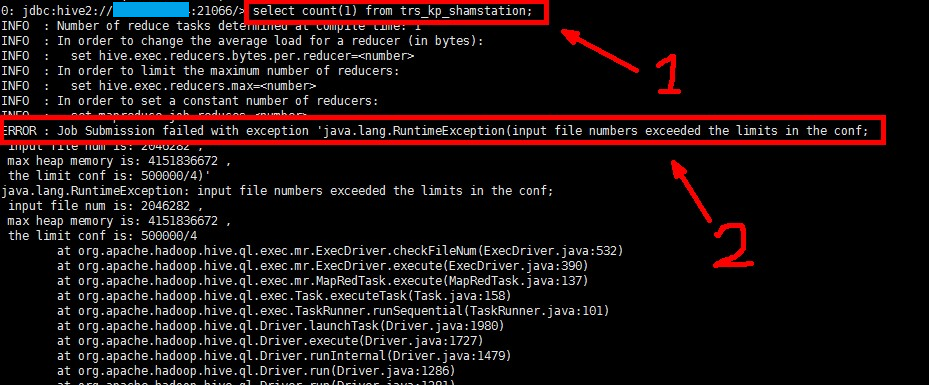 0: jdbc:hive2:// :21066/> select count(1) from trs_kp_shamstation;
INFO  : Number of reduce tasks determined at compile time: 1
INFO  : In order to change the average load for a reducer (in bytes):
INFO  :   set hive.exec.reducers.bytes.per.reducer=<number>
INFO  : In order to limit the maximum number of reducers:
INFO  :   set hive.exec.reducers.max=<number>
INFO  : In order to set a constant number of reducers:
INFO  :   set mapreduce.job.reduces=<number>
ERROR : Job Submission failed with exception 'java.lang.RuntimeException(input file numbers exceeded the limits in the conf;
 input file num is: 2046282 ,
 max heap memory is: 4151836672 ,
 the limit conf is: 500000/4)'
java.lang.RuntimeException: input file numbers exceeded the limits in the conf;
 input file num is: 2046282 ,
 max heap memory is: 4151836672 ,
 the limit conf is: 500000/4
        at org.apache.hadoop.hive.ql.exec.mr.ExecDriver.checkFileNum(ExecDriver.java:532)
        at org.apache.hadoop.hive.ql.exec.mr.ExecDriver.execute(ExecDriver.java:390)
        at org.apache.hadoop.hive.ql.exec.mr.MapRedTask.execute(MapRedTask.java:137)
        at org.apache.hadoop.hive.ql.exec.Task.executeTask(Task.java:158)
        at org.apache.hadoop.hive.ql.exec.TaskRunner.runSequential(TaskRunner.java:101)
        at org.apache.hadoop.hive.ql.Driver.launchTask(Driver.java:1980)
        at org.apache.hadoop.hive.ql.Driver.execute(Driver.java:1727)
        at org.apache.hadoop.hive.ql.Driver.runInternal(Driver.java:1479)
        at org.apache.hadoop.hive.ql.Driver.run(Driver.java:1286)
        at org.apache.hadoop.hive.ql.Driver.run(Driver.java:1281)
1
2